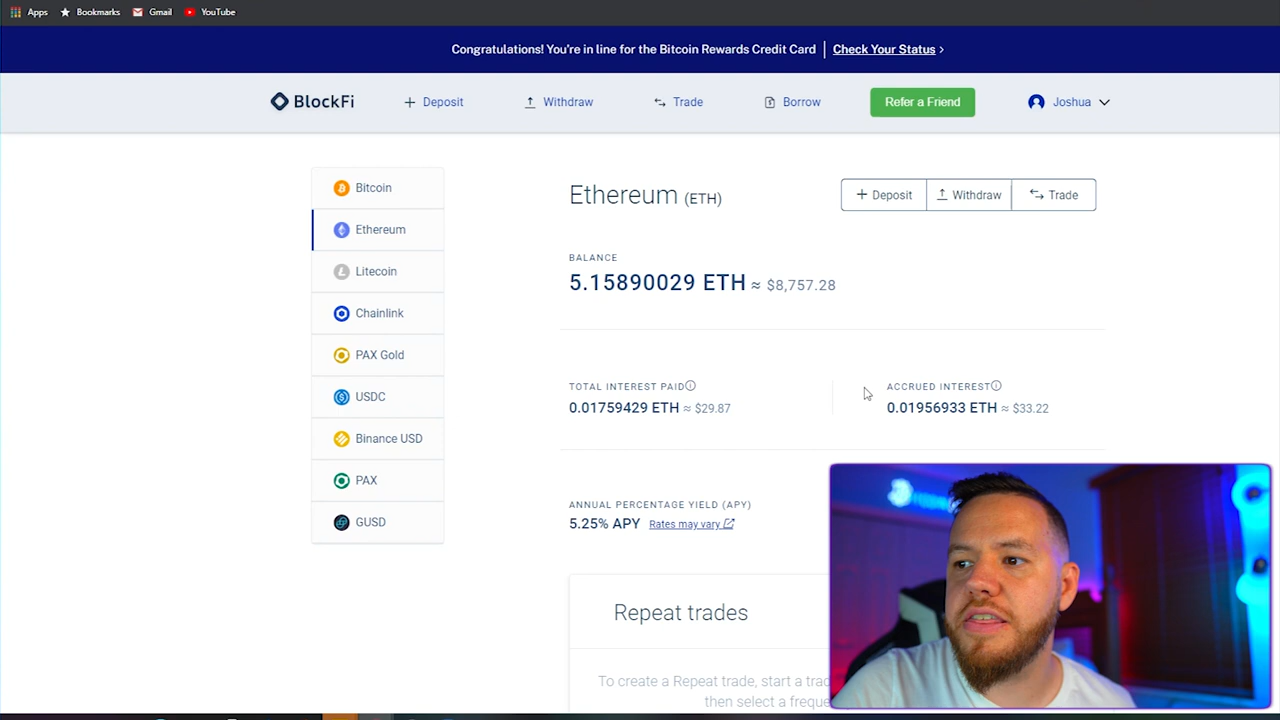 Apps Bookmarks Gmail YouTube
Congratulations! You're in line for the Bitcoin Rewards Credit Card | Check Your Status ›
BlockFi + Deposit Withdraw Trade Borrow Refer a Friend Joshua
Bitcoin
Ethereum
Litecoin
Chainlink
PAX Gold
USDC
Binance USD
PAX
GUSD
Ethereum (ETH)
+ Deposit Withdraw Trade
BALANCE
5.15890029 ETH ≈ $8,757.28
TOTAL INTEREST PAID
0.01759429 ETH ≈ $29.87
ACCRUED INTEREST
0.01956933 ETH ≈ $33.22
ANNUAL PERCENTAGE YIELD (APY)
5.25% APY Rates may vary
Repeat trades
To create a Repeat trade, start a
then select a